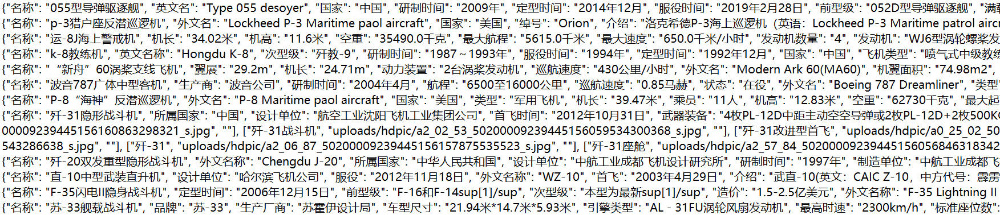 {"名称": "055型导弹驱逐舰", "英文名": "Type 055 desoyer", "国家": "中国", "研制时间": "2009年", "定型时间": "2014年12月", "服役时间": "2019年2月28日", "前型级": "052D型导弹驱逐舰", "满载
{"名称": "p-3猎户座反潜巡逻机", "外文名": "Lockheed P-3 Maritime paol aircraft", "国家": "美国", "绰号": "Orion", "介绍": "洛克希德P-3海上巡逻机（英语：Lockheed P-3 Maritime patrol aircr
{"名称": "运-8J海上警戒机", "机长": "34.02米", "机高": "11.6米", "空重": "35490.0千克", "最大航程": "5615.0千米", "最大速度": "650.0千米/小时", "发动机数量": "4", "发动机": "WJ6型涡轮螺桨发
{"名称": "k-8教练机", "英文名称": "Hongdu K-8", "次型级": "歼教-9", "研制时间": "1987～1993年", "服役时间": "1994年", "定型时间": "1992年12月", "国家": "中国", "飞机类型": "喷气式中级教练
{"名称": "“新舟”60涡桨支线飞机", "翼展": "29.2m", "机长": "24.71m", "动力装置": "2台涡桨发动机", "巡航速度": "430公里/小时", "外文名": "Modern Ark 60(MA60)", "机翼面积": "74.98m2",
{"名称": "波音787广体中型客机", "生产商": "波音公司", "研制时间": "2004年4月", "航程": "6500至16000公里", "巡航速度": "0.85马赫", "状态": "在役", "外文名": "Boeing 787 Dreamliner", "类型"
{"名称": "P-8“海神”反潜巡逻机", "外文名": "P-8 Maritime paol aircraft", "国家": "美国", "类型": "军用飞机", "机长": "39.47米", "乘员": "11人", "机高": "12.83米", "空重": "62730千克", "最大起
{"名称": "歼-31隐形战斗机", "所属国家": "中国", "设计单位": "航空工业沈阳飞机工业集团公司", "首飞时间": "2012年10月31日", "武器装备": "4枚PL-12D中距主动空空导弹或2枚PL-12D+2枚500KG
000092394451561608632983​21_s.jpg", ""], ["歼-31战斗机", "uploads/hdpic/a2_02_53_50200009239445156059534300368_s.jpg", ""], ["歼-31改进型首飞", "uploads/hdpic/a0_25_02_50
543286638_s.jpg", ""], ["歼-31", "uploads/hdpic/a2_06_87_50200009239445156157875535523_s.jpg", ""], ["歼-31座舱", "uploads/hdpic/a2_57_84_502000092394451560568463183​42
{"名称": "歼-20双发重型隐形战斗机", "外文名称": "Chengdu J-20", "所属国家": "中华人民共和国", "设计单位": "中航工业成都飞机设计研究所", "研制时间": "1997年", "制造单位": "中航工业成都飞
{"名称": "直-10中型武装直升机", "设计单位": "哈尔滨飞机公司", "服役": "2012年11月18日", "外文名称": "WZ-10", "首飞": "2003年4月29日", "介绍": "武直-10(英文：CAIC Z-10，中方代号：霹雳
{"名称": "F-35闪电II隐身战斗机", "定型时间": "2006年12月15日", "前型级": "F-16和F-14sup[1]/sup", "次型级": "本型为最新sup[1]/sup", "造价": "1.5-2.5亿美元", "外文名称": "F-35 Lightning II
{"名称": "苏-33舰载战斗机", "品牌": "苏-33", "生产厂商": "苏霍伊设计局", "车型尺寸": "21.94米*14.7米*5.93米", "引擎类型": "AL－31FU涡轮风扇发动机", "最高时速": "2300km/h", "标准座位数":